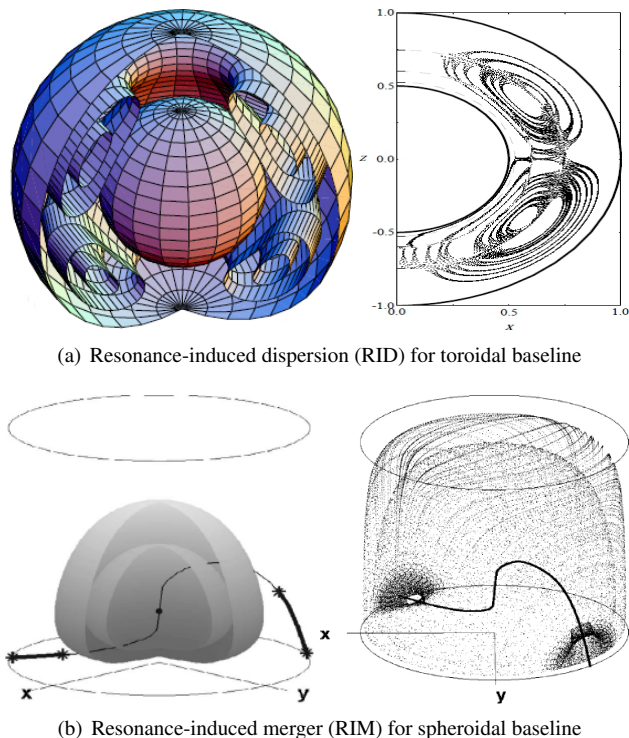 1.0
0.5
z 0.0
-0.5
-1.0
0.0 0.5 1.0
x
(a) Resonance-induced dispersion (RID) for toroidal baseline
x
y
x
y
(b) Resonance-induced merger (RIM) for spheroidal baseline